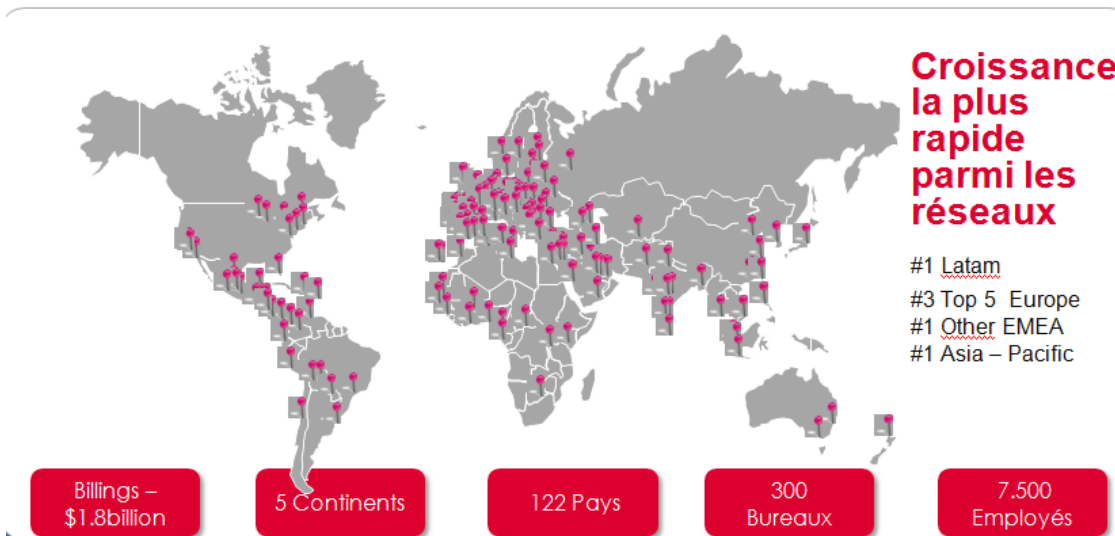 Croissance
la plus
rapide
parmi les
réseaux
#1 Latam
#3 Top 5 Europe
#1 Other EMEA
#1 Asia – Pacific
Billings –
$1.8billion
5 Continents
122 Pays
300
Bureaux
7.500
Employés